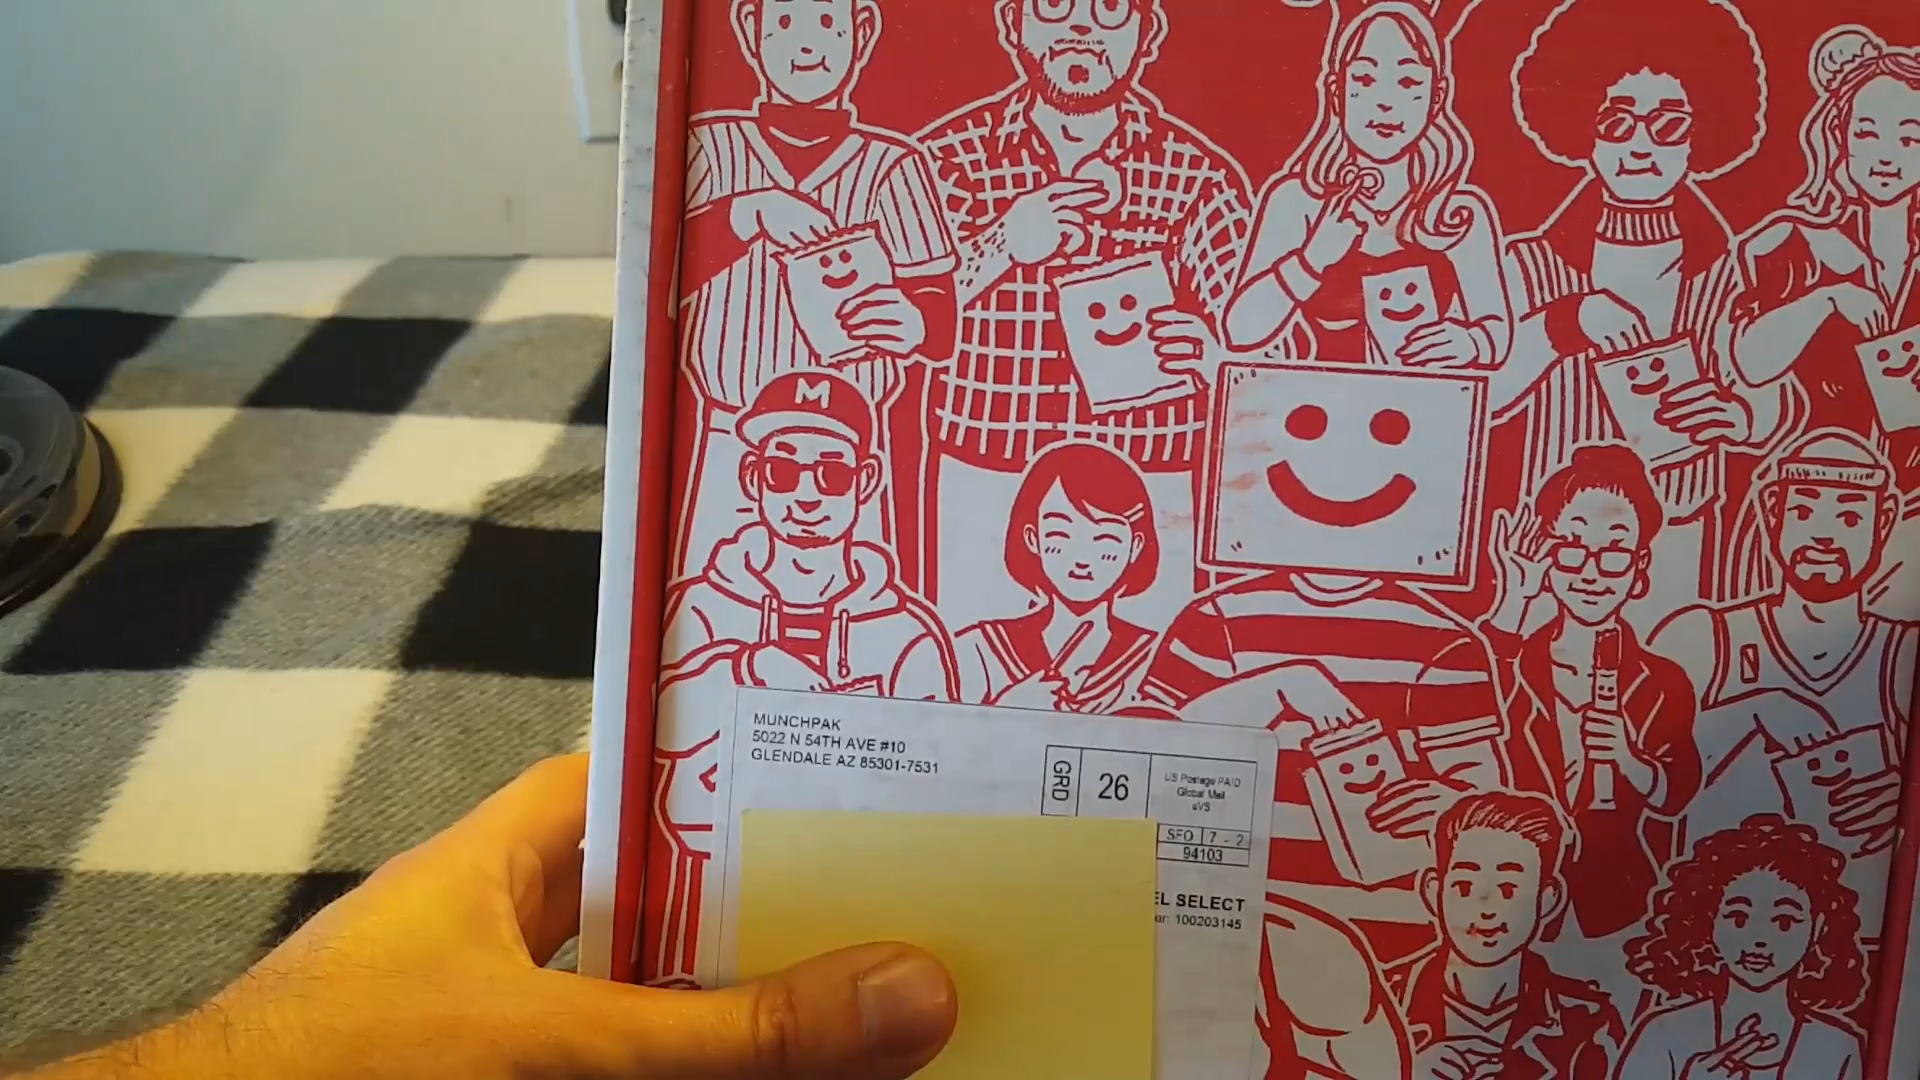 M
MUNCHPAK
5022 N 54TH AVE #10
GLENDALE AZ 85301-7531
GRD
26
US Postage PAID
Global Mail
eVS
SFO 7 - 2
94103
EL SELECT
ar: 100203145